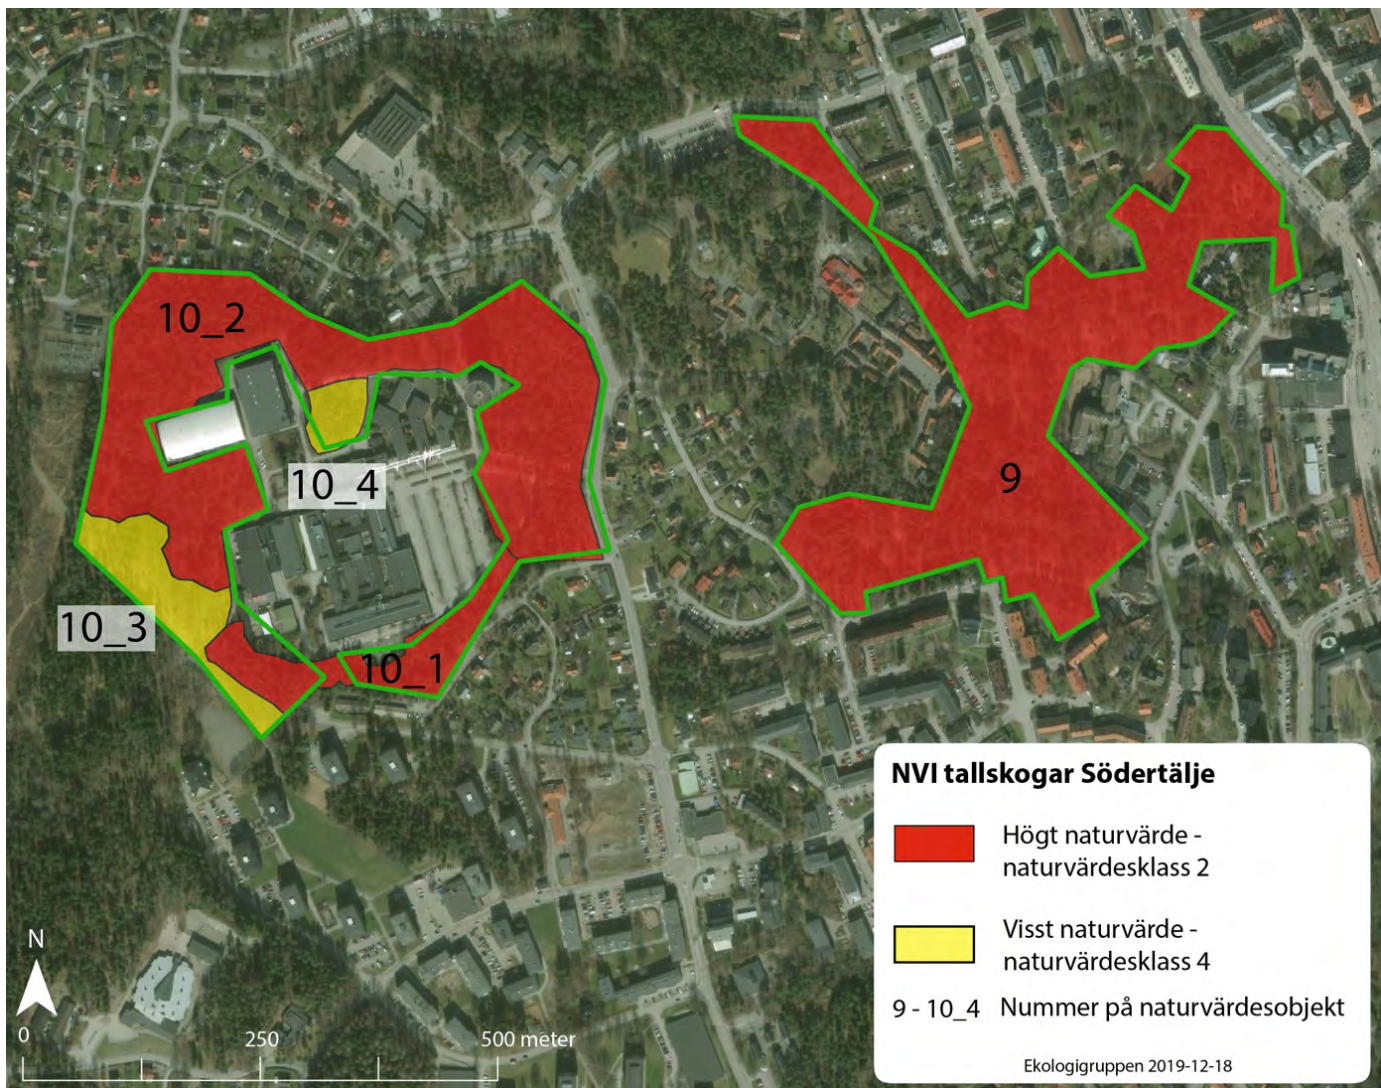 10_2
10_4
9
10_3
10_1
NVI tallskogar Södertälje
Högt naturvärde -
naturvärdesklass 2
Visst naturvärde -
naturvärdesklass 4
9 - 10_4 Nummer på naturvärdesobjekt
Ekologigruppen 2019-12-18
N
0 250 500 meter